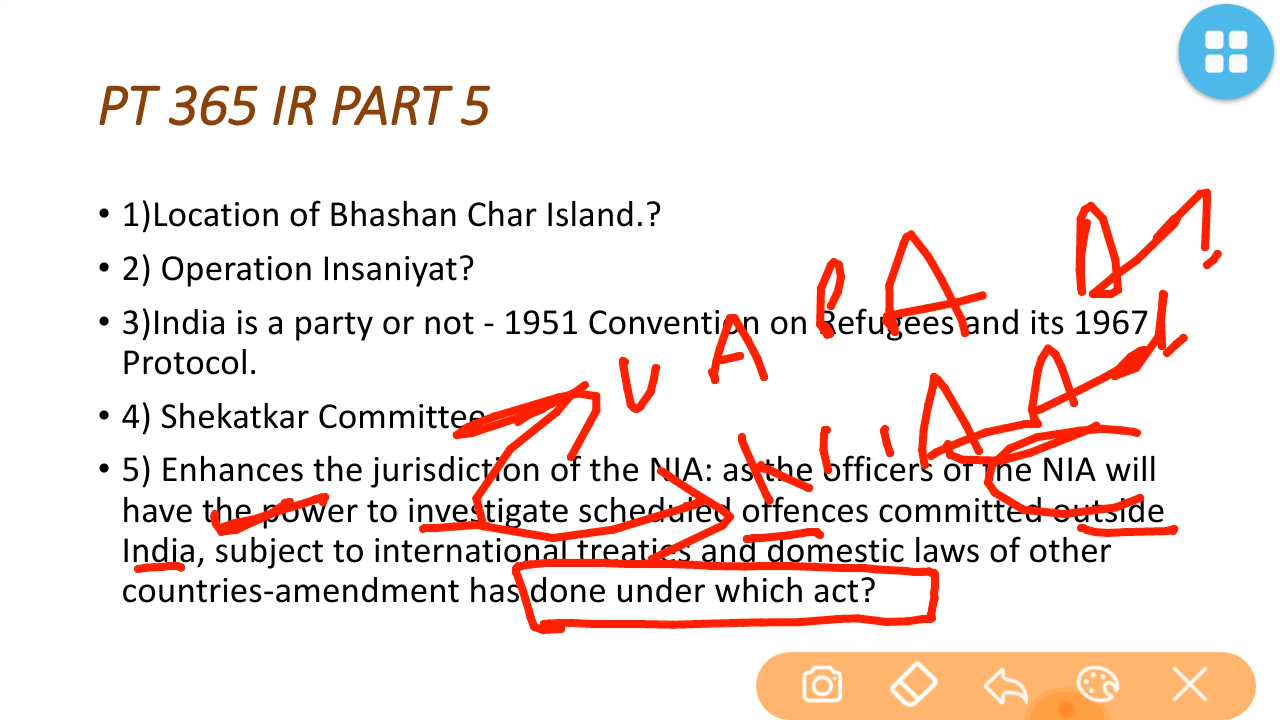 PT 365 IR PART 5
• 1)Location of Bhashan Char Island.?
• 2) Operation Insaniyat?
• 3)India is a party or not - 1951 Convention on Refugees and its 1967
Protocol.
• 4) Shekatkar Committee
• 5) Enhances the jurisdiction of the NIA: as the officers of the NIA will
have the power to investigate scheduled offences committed outside
India, subject to international treaties and domestic laws of other
countries-amendment has done under which act?
U A P A
N I A